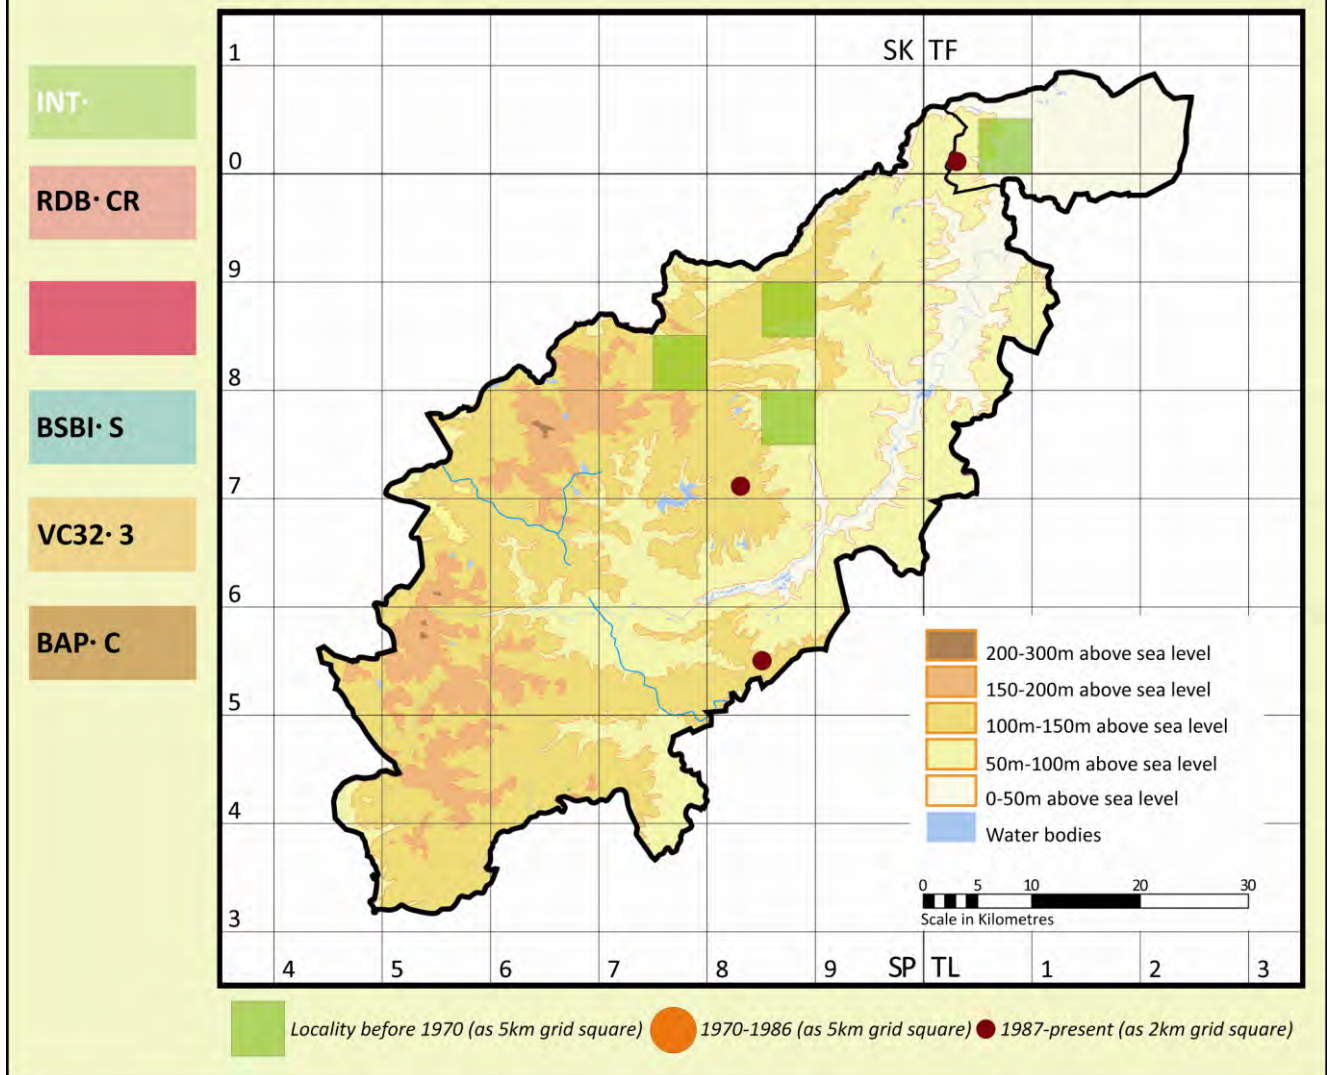 INT·
RDB· CR
BSBI· S
VC32· 3
BAP· C
SK TF
1
0
9
8
7
6
5
4
3
4 5 6 7 8 9 SP TL 1 2 3
200-300m above sea level
150-200m above sea level
100m-150m above sea level
50m-100m above sea level
0-50m above sea level
Water bodies
0 5 10 20 30
Scale in Kilometres
Locality before 1970 (as 5km grid square) 1970-1986 (as 5km grid square) 1987-present (as 2km grid square)